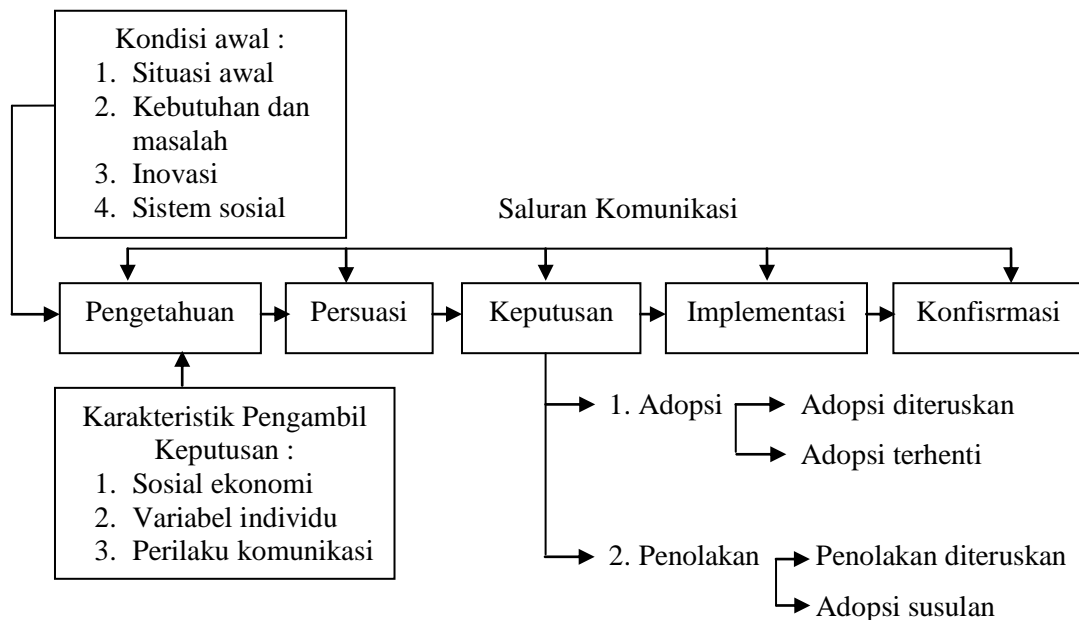 Kondisi awal :
1. Situasi awal
2. Kebutuhan dan
masalah
3. Inovasi
4. Sistem sosial
Saluran Komunikasi
Pengetahuan
Persuasi
Keputusan
Implementasi
Konfisrmasi
Karakteristik Pengambil
Keputusan :
1. Sosial ekonomi
2. Variabel individu
3. Perilaku komunikasi
1. Adopsi
Adopsi diteruskan
Adopsi terhenti
2. Penolakan
Penolakan diteruskan
Adopsi susulan